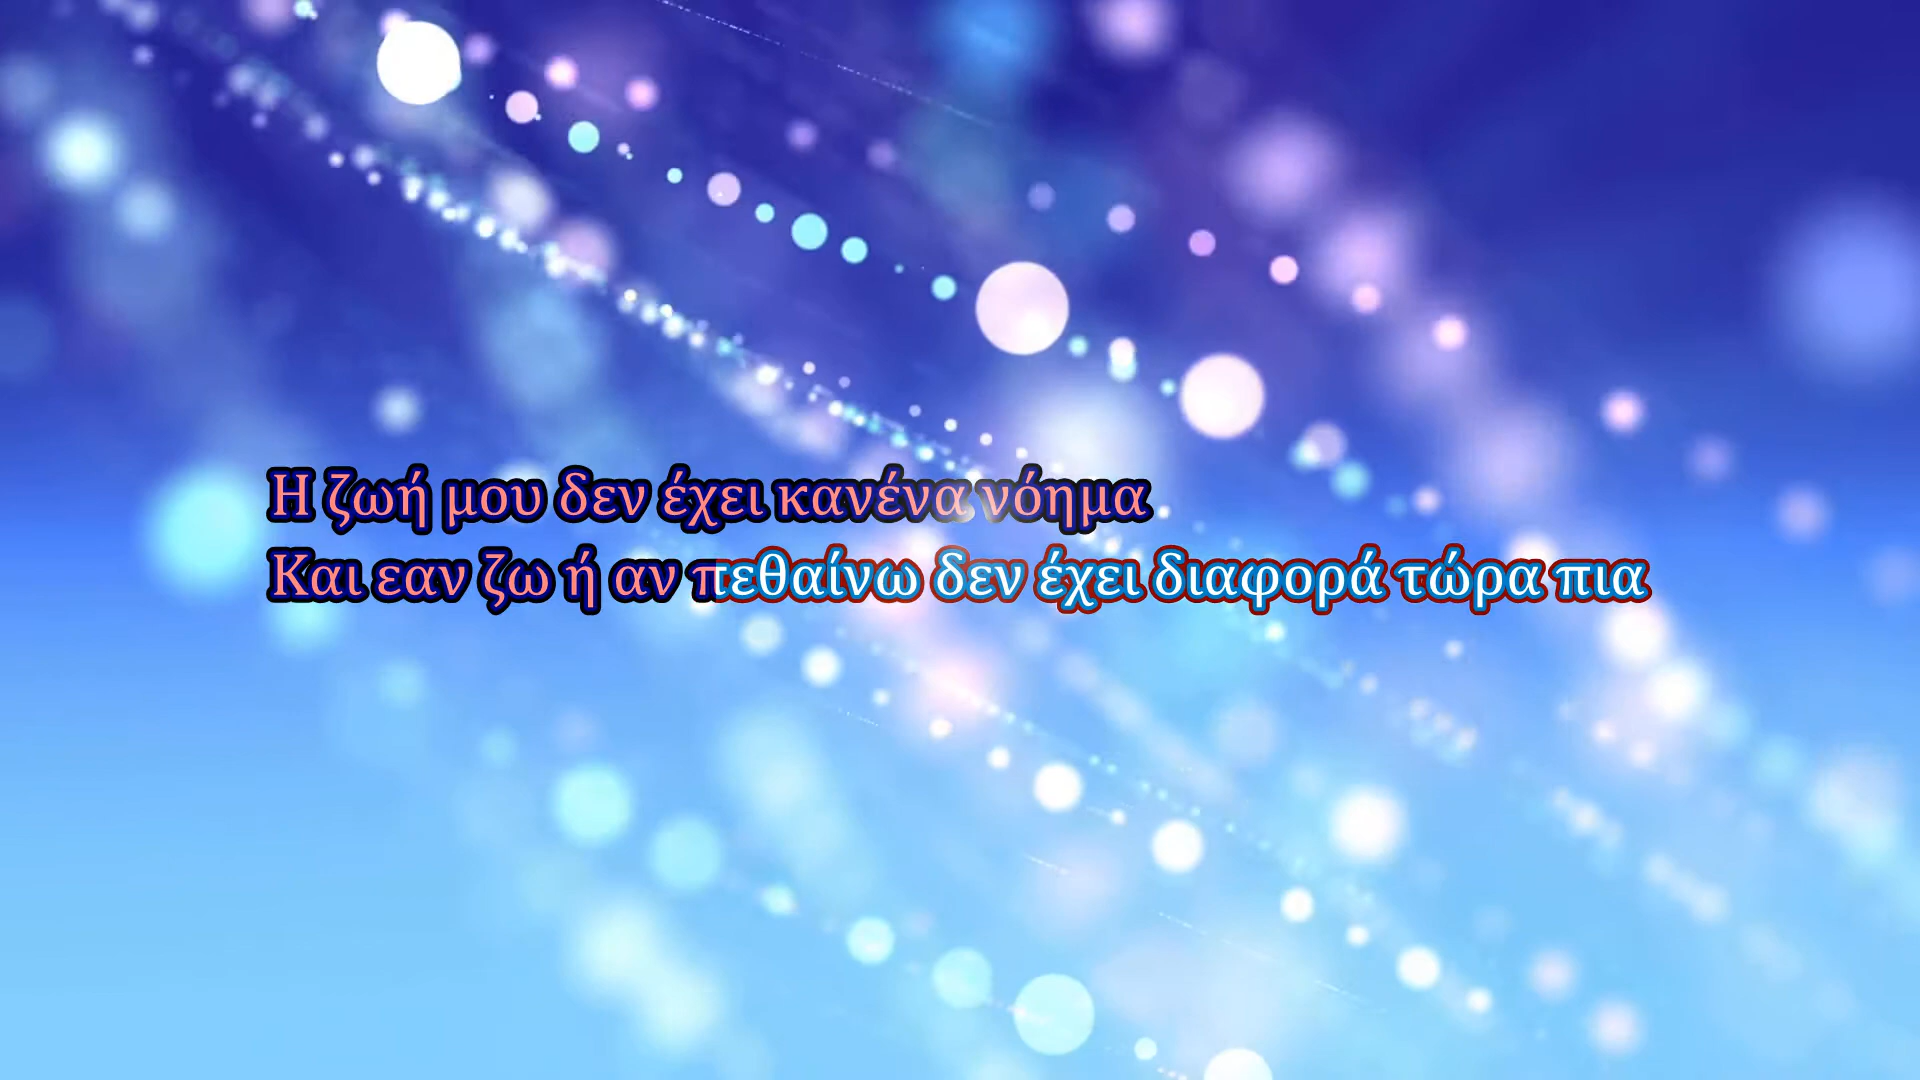 Η ζωή μου δεν έχει κανένα νόημα
Και εαν ζω ή αν πεθαίνω δεν έχει διαφορά τώρα πια